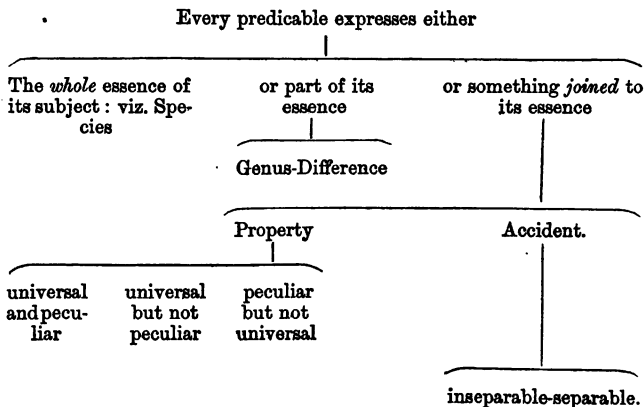 Every predicable expresses either
The whole essence of
its subject: viz. Spe-
cies
or part of its
essence
or something joined to
its essence
Genus-Difference
Property
Accident.
universal
and pecu-
liar
universal
but not
peculiar
peculiar
but not
universal
inseparable-separable.